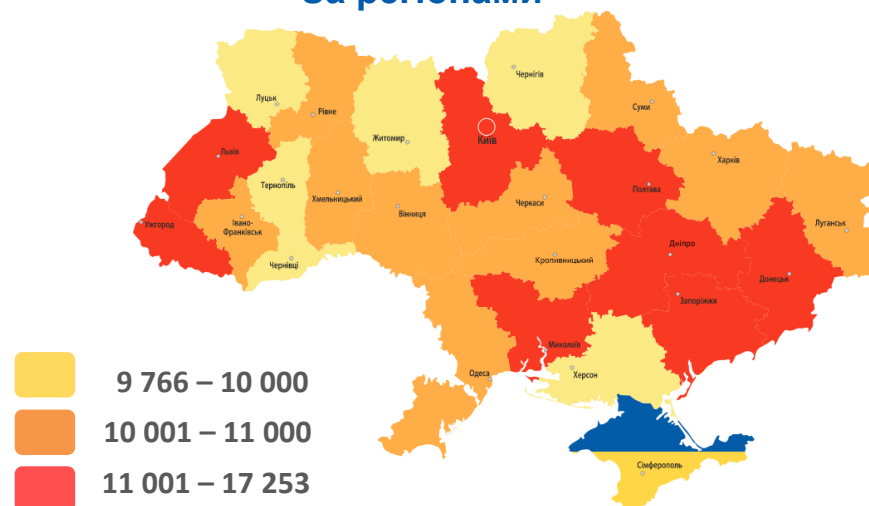 за регіонами
Чернігів
Луцьк
Рівне
Суми
Житомир
Київ
Львів
Харків
Тернопіль
Полтава
Хмельницький
Черкаси
Вінниця
Ужгород
Івано-
Франківськ
Луганськ
Дніпро
Чернівці
Кропивницький
Донецьк
Запоріжжя
Миколаїв
Одеса
Херсон
9 766 – 10 000
10 001 – 11 000
Сімферополь
11 001 – 17 253